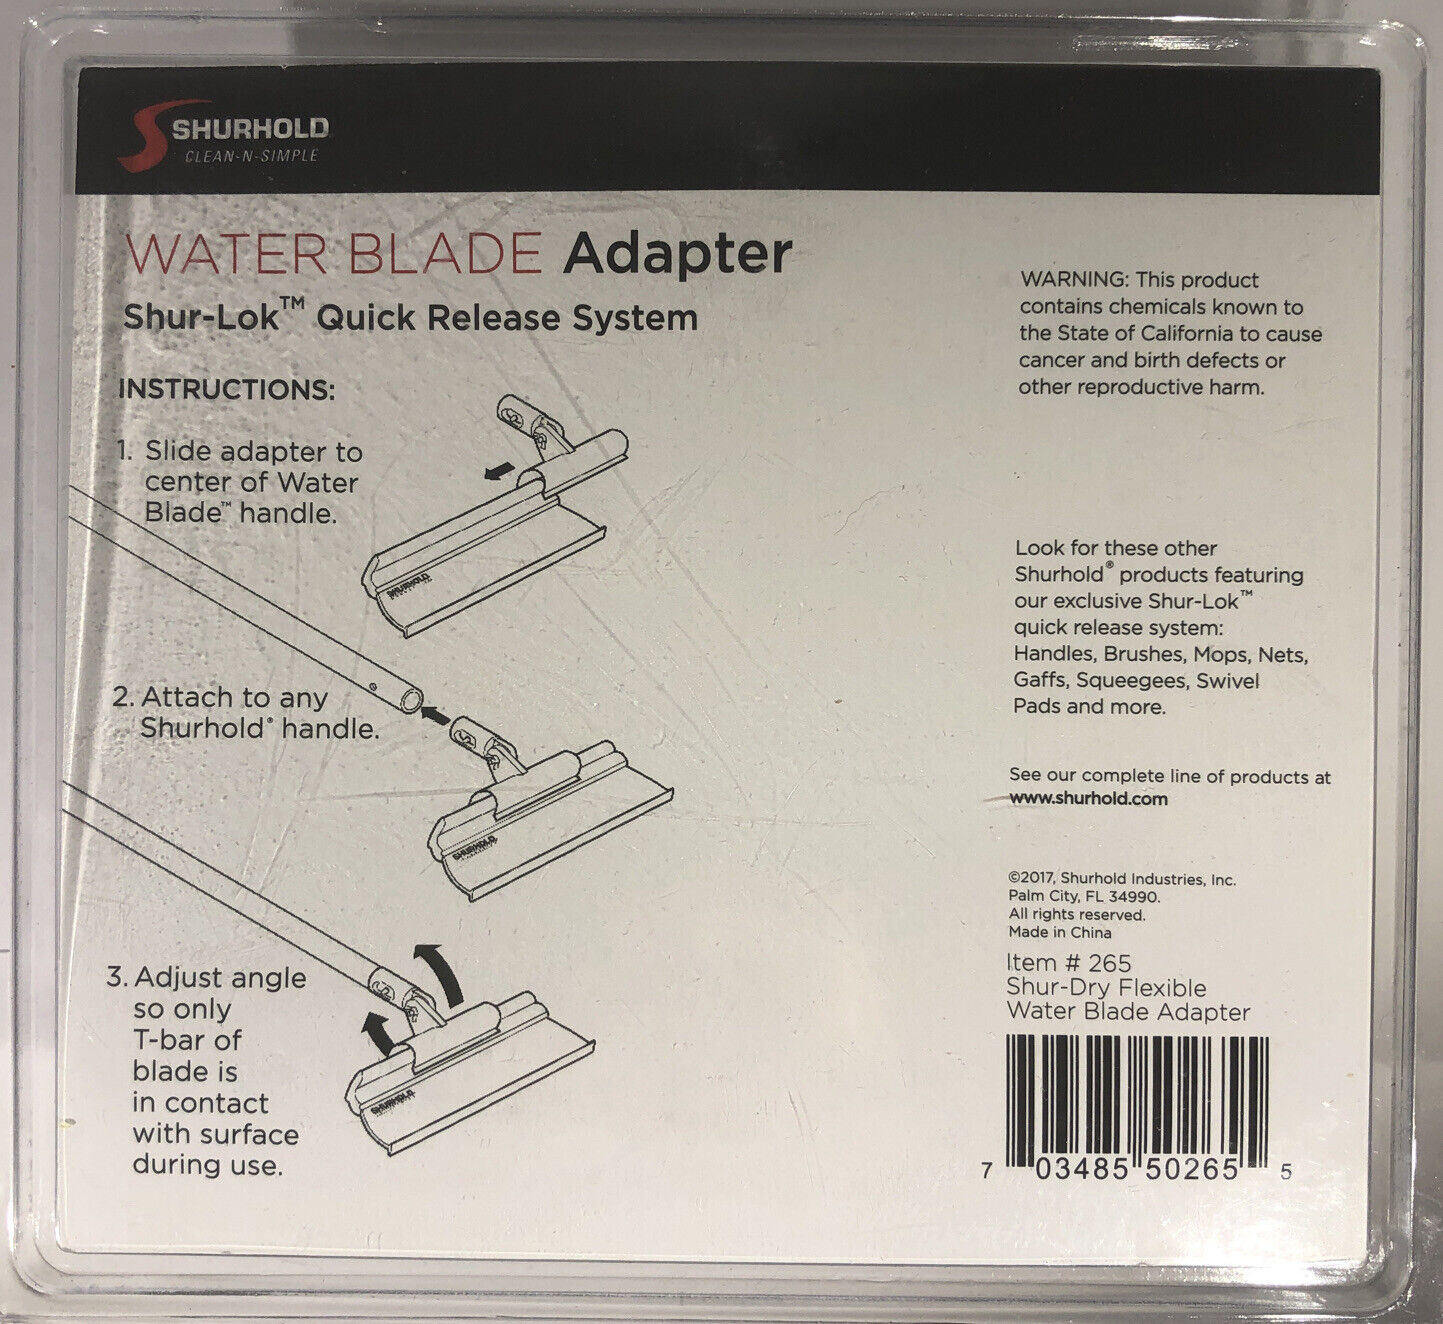 SHURHOLD
CLEAN-N-SIMPLE
WATER BLADE Adapter
Shur-Lok™ Quick Release System
INSTRUCTIONS:
1. Slide adapter to
center of Water
Blade™ handle.
SHURHOLD
2. Attach to any
Shurhold® handle.
SHURHOLD
3. Adjust angle
so only
T-bar of
blade is
in contact
with surface
during use.
SHURHOLD
WARNING: This product
contains chemicals known to
the State of California to cause
cancer and birth defects or
other reproductive harm.
Look for these other
Shurhold® products featuring
our exclusive Shur-Lok™
quick release system:
Handles, Brushes, Mops, Nets,
Gaffs, Squeegees, Swivel
Pads and more.
See our complete line of products at
www.shurhold.com
©2017, Shurhold Industries, Inc.
Palm City, FL 34990.
All rights reserved.
Made in China
Item # 265
Shur-Dry Flexible
Water Blade Adapter
7 03485 50265 5